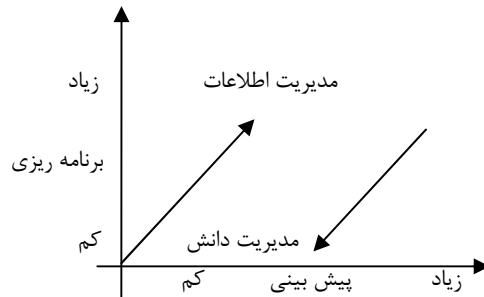 زیاد
مدیریت اطلاعات
برنامه ریزی
کم
مدیریت دانش
کم
پیش بینی
زیاد